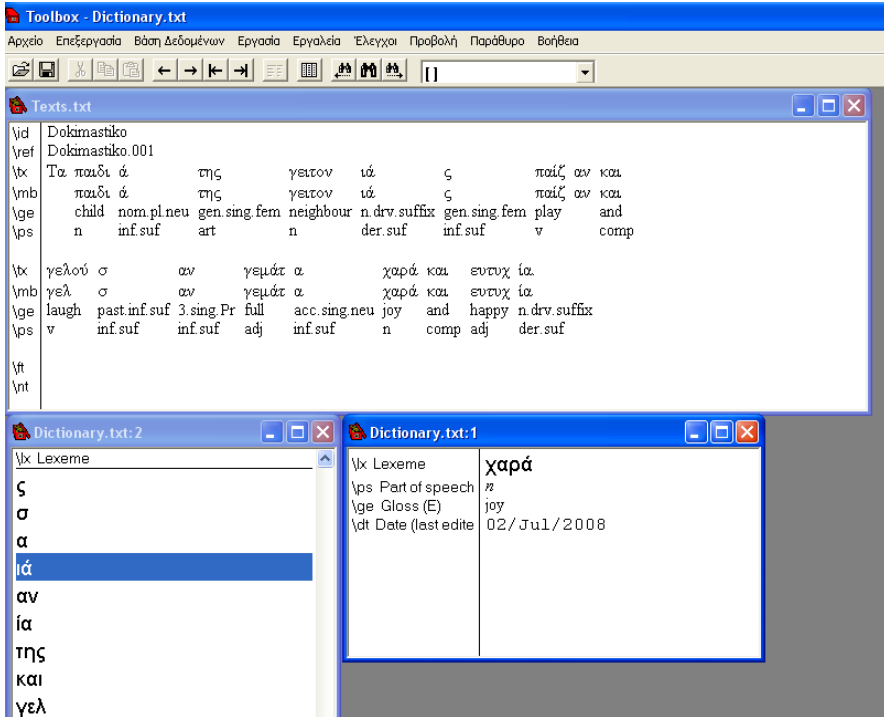 Toolbox - Dictionary.txt
Αρχείο Επεξεργασία Βάση Δεδομένων Εργασία Εργαλεία Έλεγχοι Προβολή Παράθυρο Βοήθεια
[ ]
Texts.txt
\id Dokimastiko
\ref Dokimastiko.001
\tx Τα παιδι ά της γειτον ιά ς παίζ αν και
\mb παιδι ά της γειτον ιά ς παίζ αν και
\ge child nom.pl.neu gen.sing.fem neighbour n.drv.suffix gen.sing.fem play and
\ps n inf.suf art n der.suf inf.suf v comp
\tx γελού σ αν γεμάτ α χαρά και ευτυχ ία.
\mb γελ σ αν γεμάτ α χαρά και ευτυχ ία
\ge laugh past.inf.suf 3.sing.Pr full acc.sing.neu joy and happy n.drv.suffix
\ps v inf.suf inf.suf adj inf.suf n comp adj der.suf
\ft
\nt
Dictionary.txt:2
\lx Lexeme
ς
σ
α
ιά
αν
ία
της
και
γελ
Dictionary.txt:1
\lx Lexeme χαρά
\ps Part of speech n
\ge Gloss (E) joy
\dt Date (last edite 02/Jul/2008